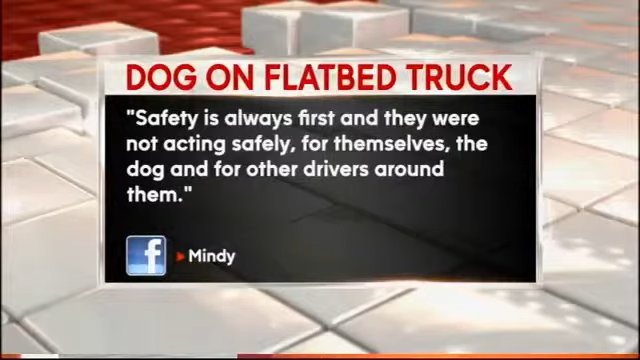 DOG ON FLATBED TRUCK
"Safety is always first and they were
not acting safely, for themselves, the
dog and for other drivers around
them."
f
Mindy